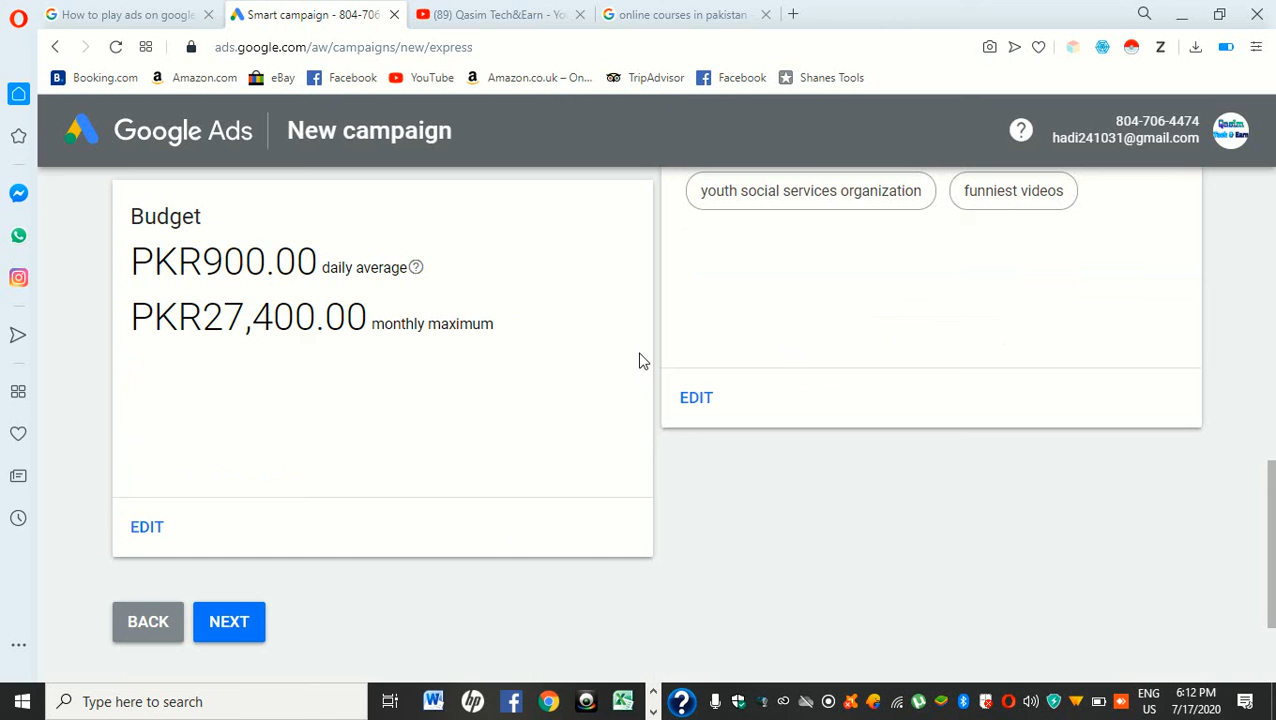 How to play ads on google
Smart campaign - 804-706
(89) Qasim Tech&Earn - Yo
online courses in pakistan
ads.google.com/aw/campaigns/new/express
Booking.com
Amazon.com
eBay
Facebook
YouTube
Amazon.co.uk – On...
TripAdvisor
Facebook
Shanes Tools
Google Ads
New campaign
804-706-4474
hadi241031@gmail.com
Qasim
Tech & Earn
youth social services organization
funniest videos
Budget
PKR900.00 daily average
PKR27,400.00 monthly maximum
EDIT
EDIT
BACK
NEXT
Type here to search
ENG
US
6:12 PM
7/17/2020